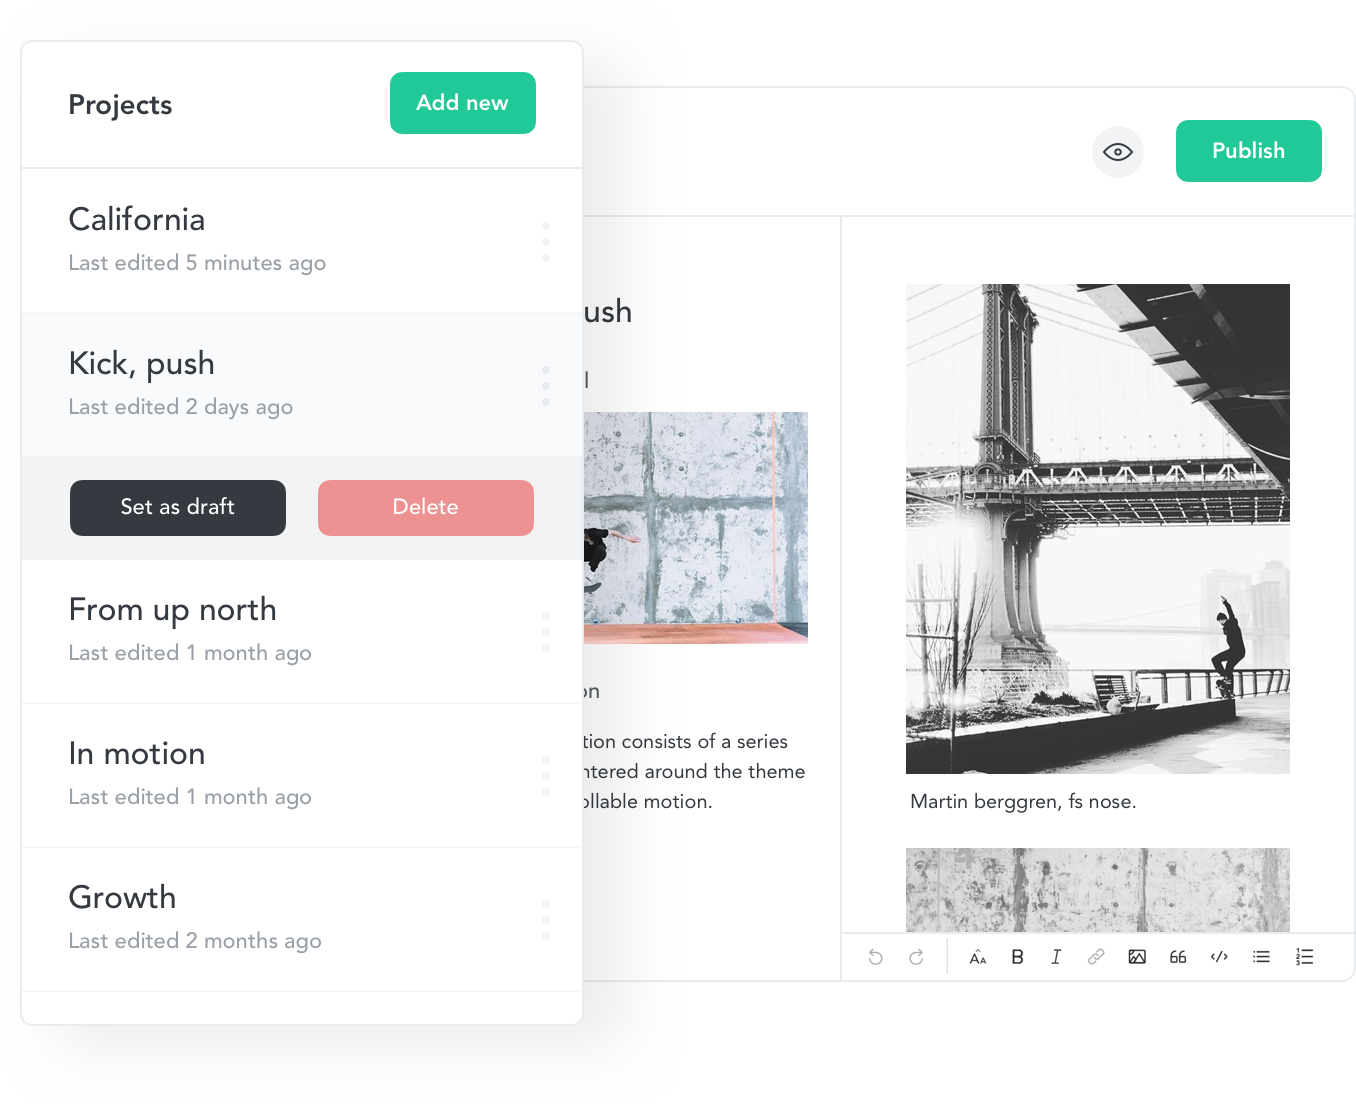 Projects
Add new
California
Last edited 5 minutes ago
Kick, push
Last edited 2 days ago
Set as draft
Delete
From up north
Last edited 1 month ago
In motion
Last edited 1 month ago
Growth
Last edited 2 months ago
Publish
ush
l
on
tion consists of a series
ntered around the theme
ollable motion.
Martin berggren, fs nose.